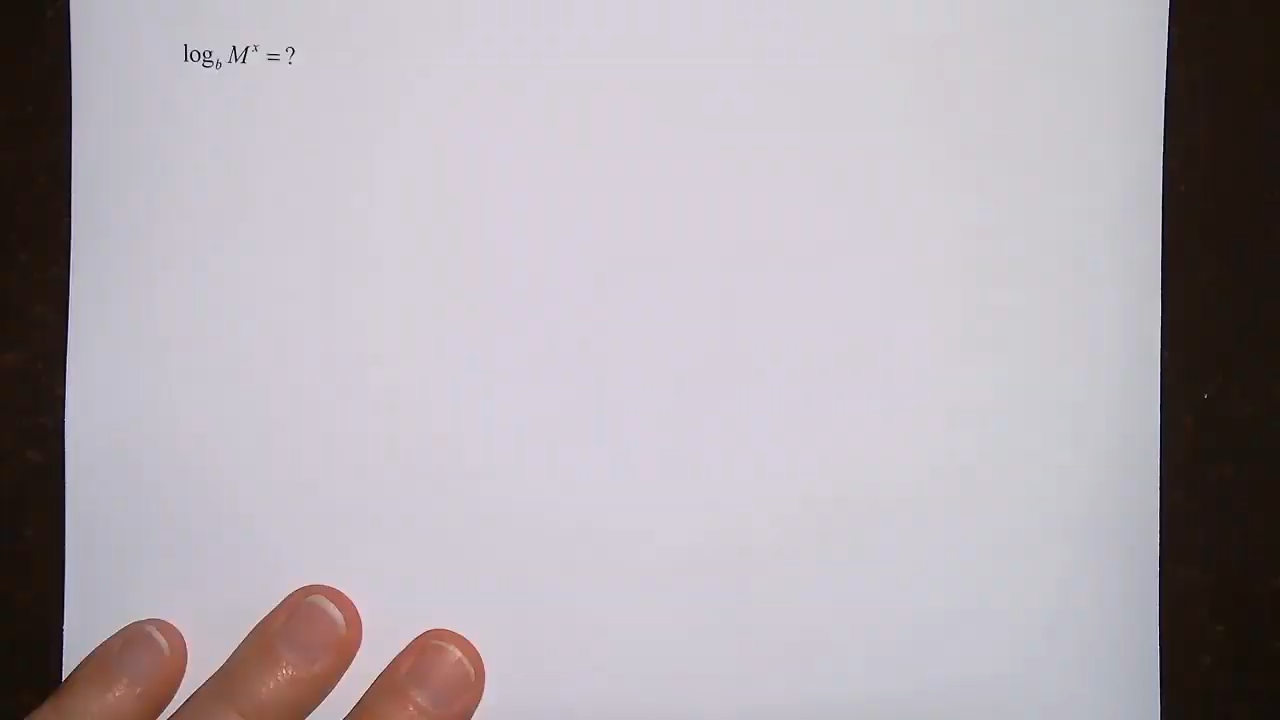 log_b M^x = ?